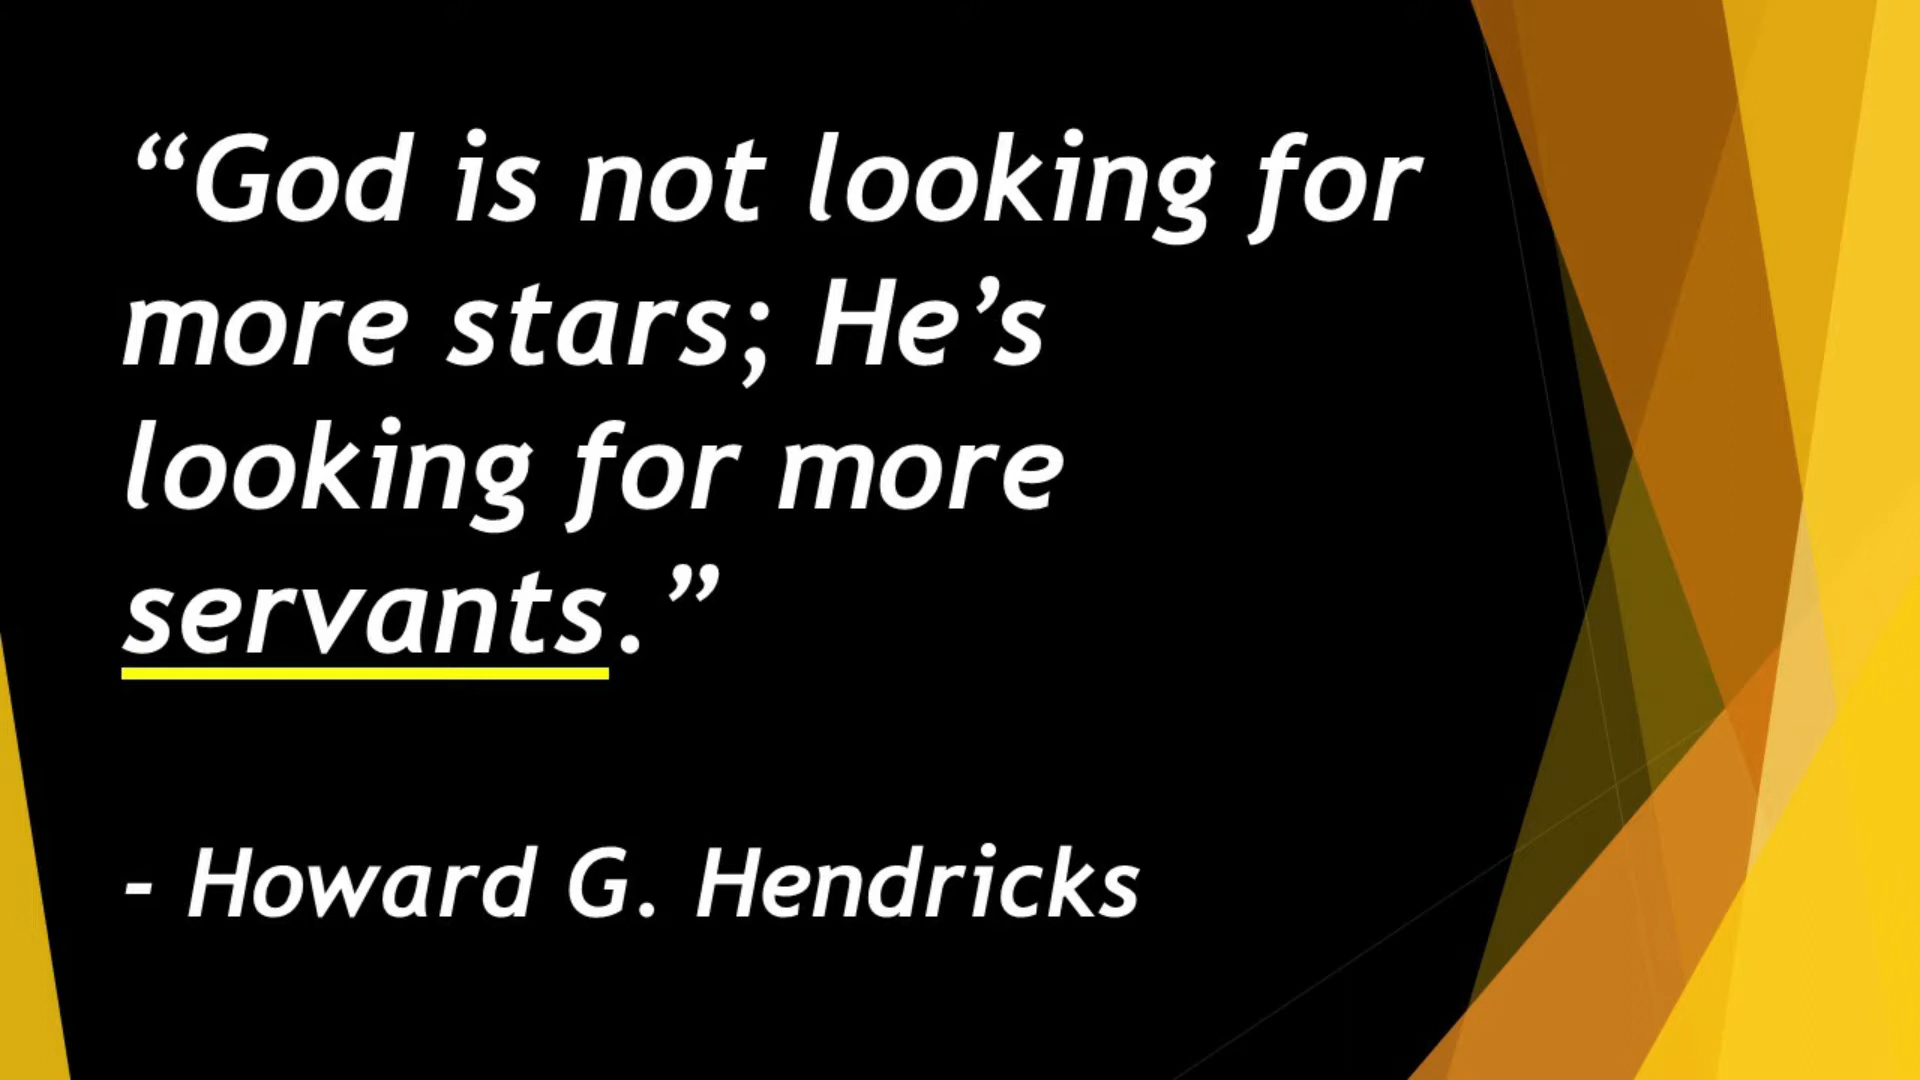 “God is not looking for
more stars; He’s
looking for more
servants.”
- Howard G. Hendricks